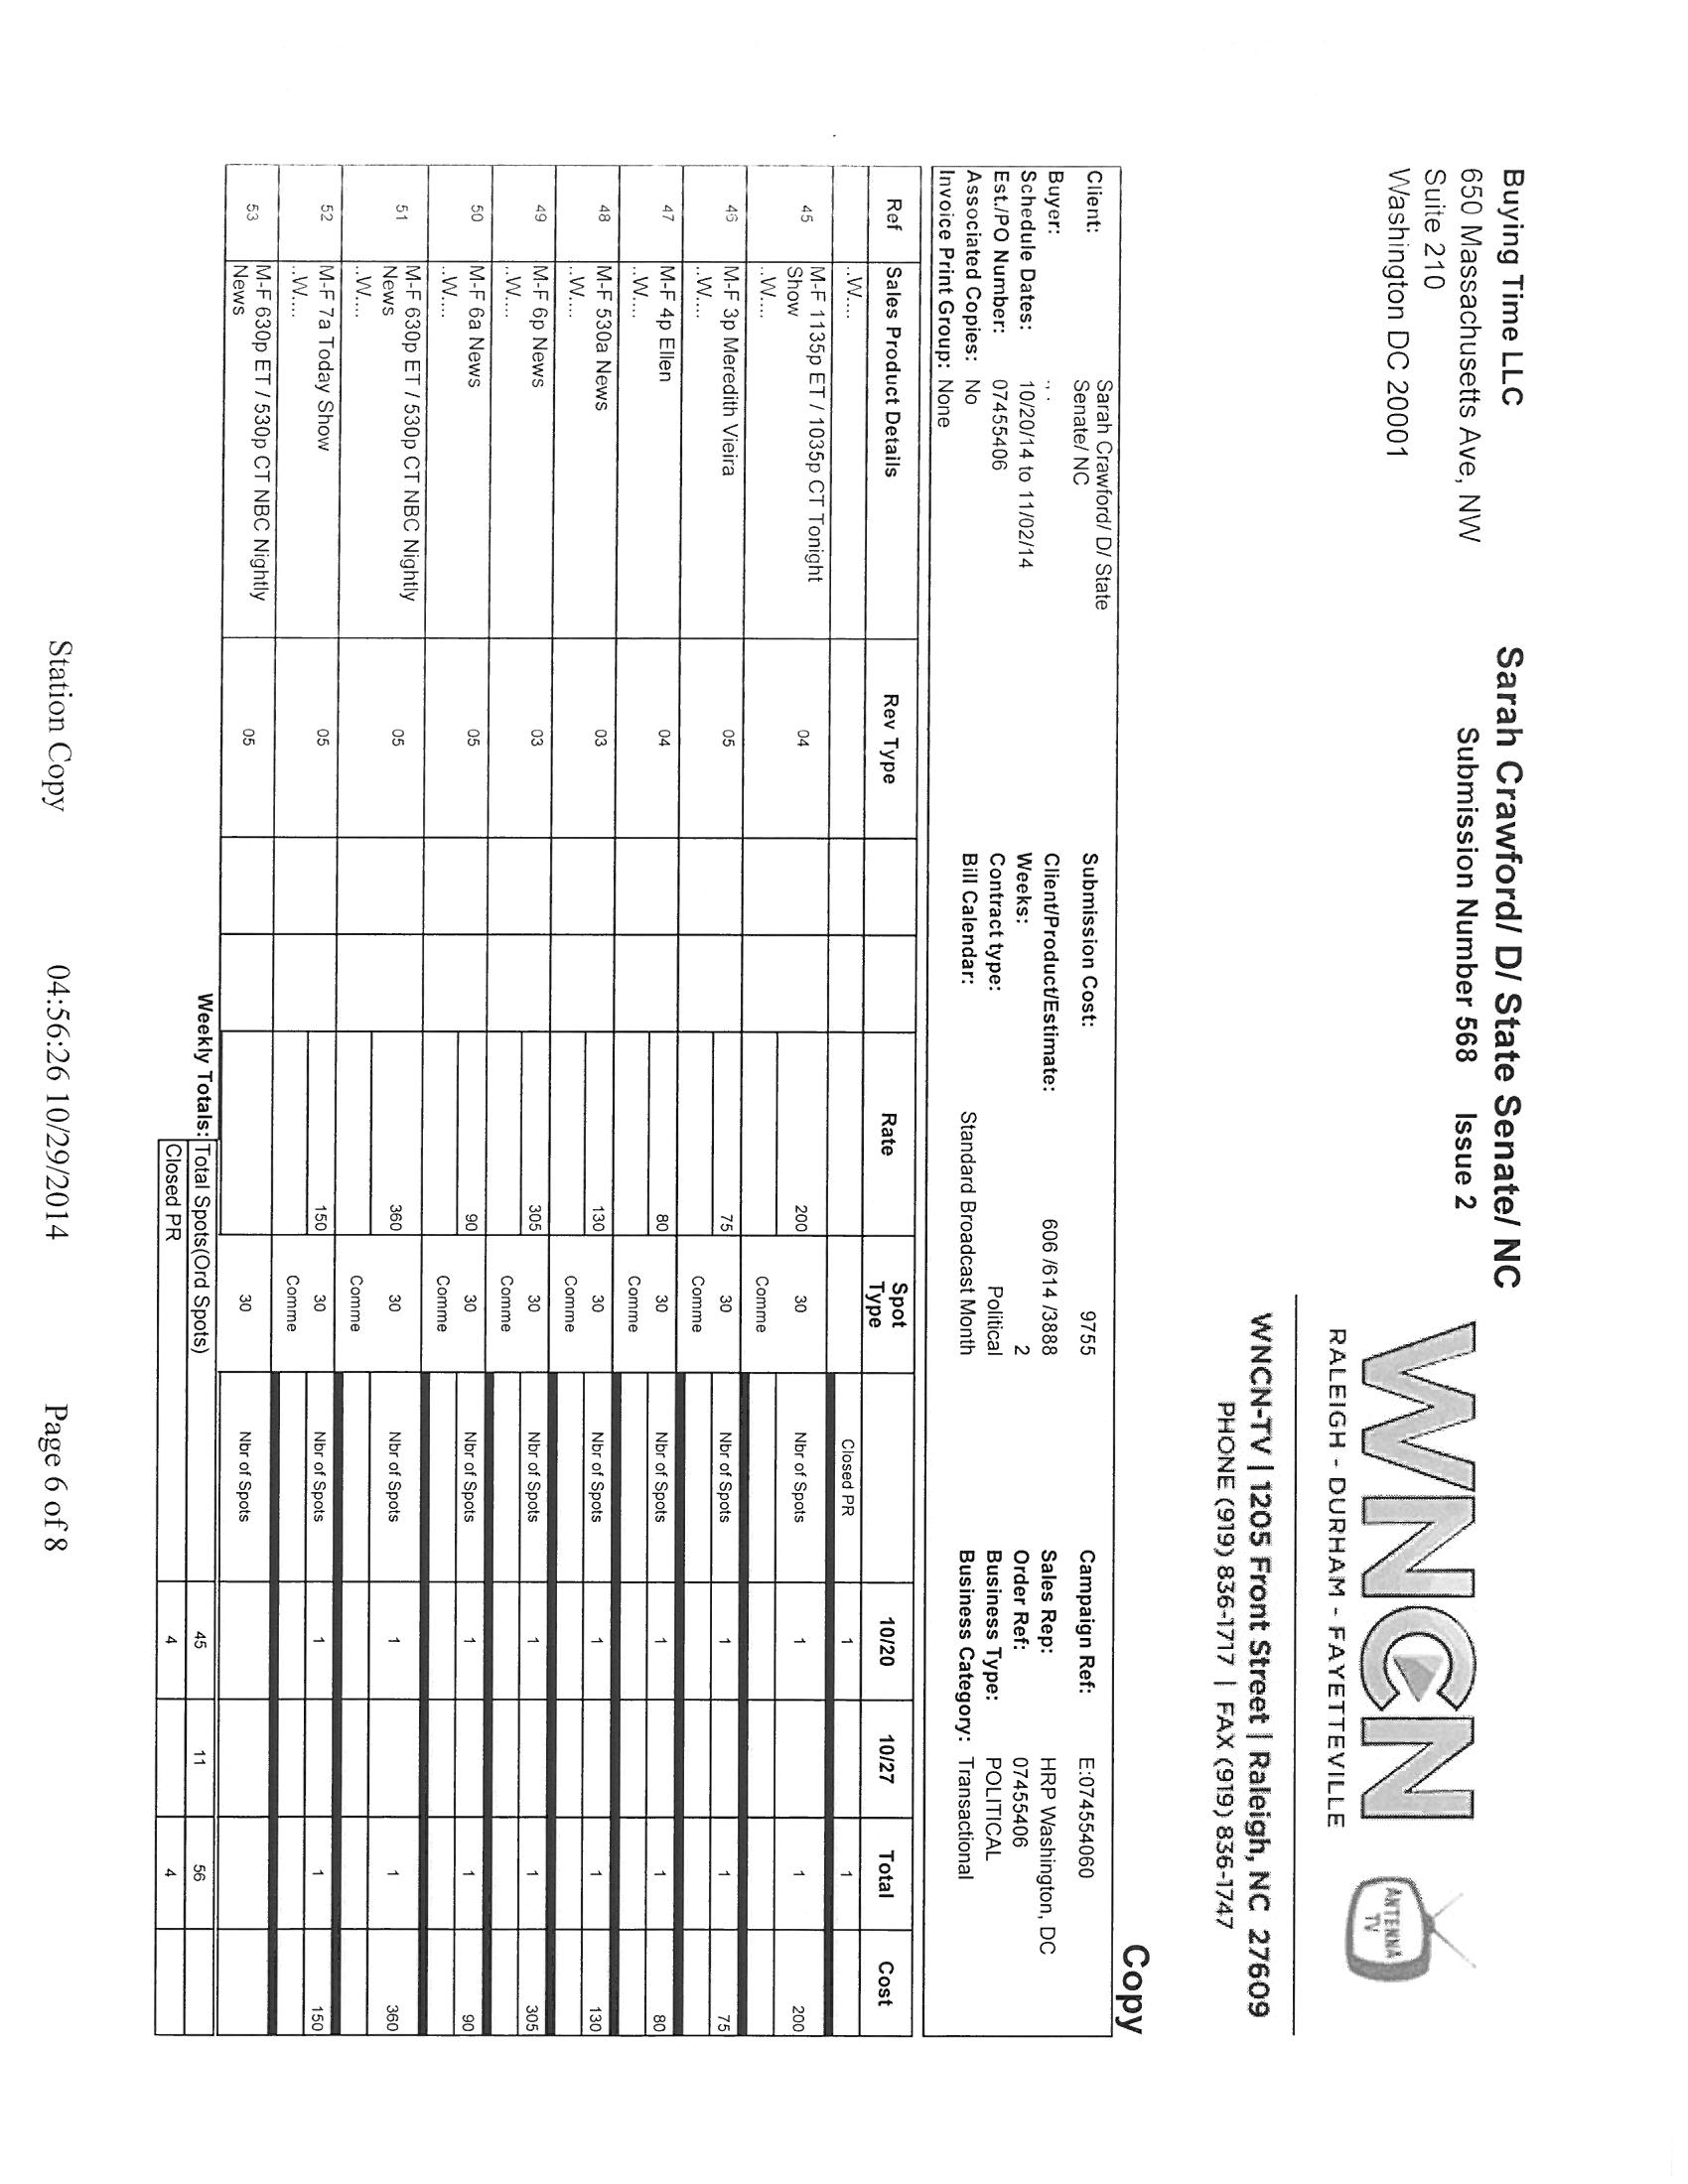 Buying Time LLC
650 Massachusetts Ave, NW
Suite 210
Washington DC 20001
Sarah Crawford/ D/ State Senate/ NC
Submission Number 568 Issue 2
WNCN
RALEIGH - DURHAM - FAYETTEVILLE
ANTENNA
TV
WNCN-TV | 1205 Front Street | Raleigh, NC 27609
PHONE (919) 836-1717 | FAX (919) 836-1747
Copy
Client: Sarah Crawford/ D/ State Senate/ NC
Buyer: ., .
Schedule Dates: 10/20/14 to 11/02/14
Est./PO Number: 07455406
Associated Copies: No
Invoice Print Group: None
Submission Cost: 9755
Client/Product/Estimate: 606 /614 /3888
Weeks: 2
Contract type: Political
Bill Calendar: Standard Broadcast Month
Campaign Ref: E:074554060
Sales Rep: HRP Washington, DC
Order Ref: 07455406
Business Type: POLITICAL
Business Category: Transactional
Ref Sales Product Details Rev Type Rate Spot Type 10/20 10/27 Total Cost
..W.... Closed PR 1 1
45 M-F 1135p ET / 1035p CT Tonight 04 200 30 Nbr of Spots 1 1 200
Show
..W.... Comme
46 M-F 3p Meredith Vieira 05 75 30 Nbr of Spots 1 1 75
..W.... Comme
47 M-F 4p Ellen 04 80 30 Nbr of Spots 1 1 80
..W.... Comme
48 M-F 530a News 03 130 30 Nbr of Spots 1 1 130
..W.... Comme
49 M-F 6p News 03 305 30 Nbr of Spots 1 1 305
..W.... Comme
50 M-F 6a News 05 90 30 Nbr of Spots 1 1 90
..W.... Comme
51 M-F 630p ET / 530p CT NBC Nightly 05 360 30 Nbr of Spots 1 1 360
News
..W.... Comme
52 M-F 7a Today Show 05 150 30 Nbr of Spots 1 1 150
..W.... Comme
53 M-F 630p ET / 530p CT NBC Nightly 05 30 Nbr of Spots
News
Weekly Totals: Total Spots(Ord Spots) 45 11 56
Closed PR 4 4
Station Copy 04:56:26 10/29/2014 Page 6 of 8